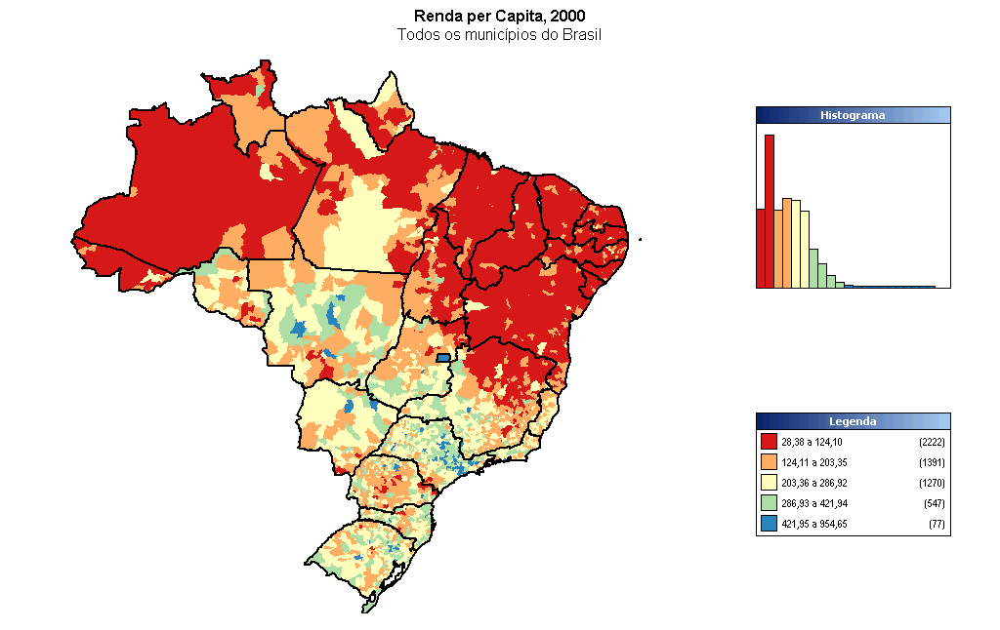 Renda per Capita, 2000
Todos os municípios do Brasil
Histograma
Legenda
28,38 a 124,10 (2222)
124,11 a 203,35 (1391)
203,36 a 286,92 (1270)
286,93 a 421,94 (547)
421,95 a 954,65 (77)